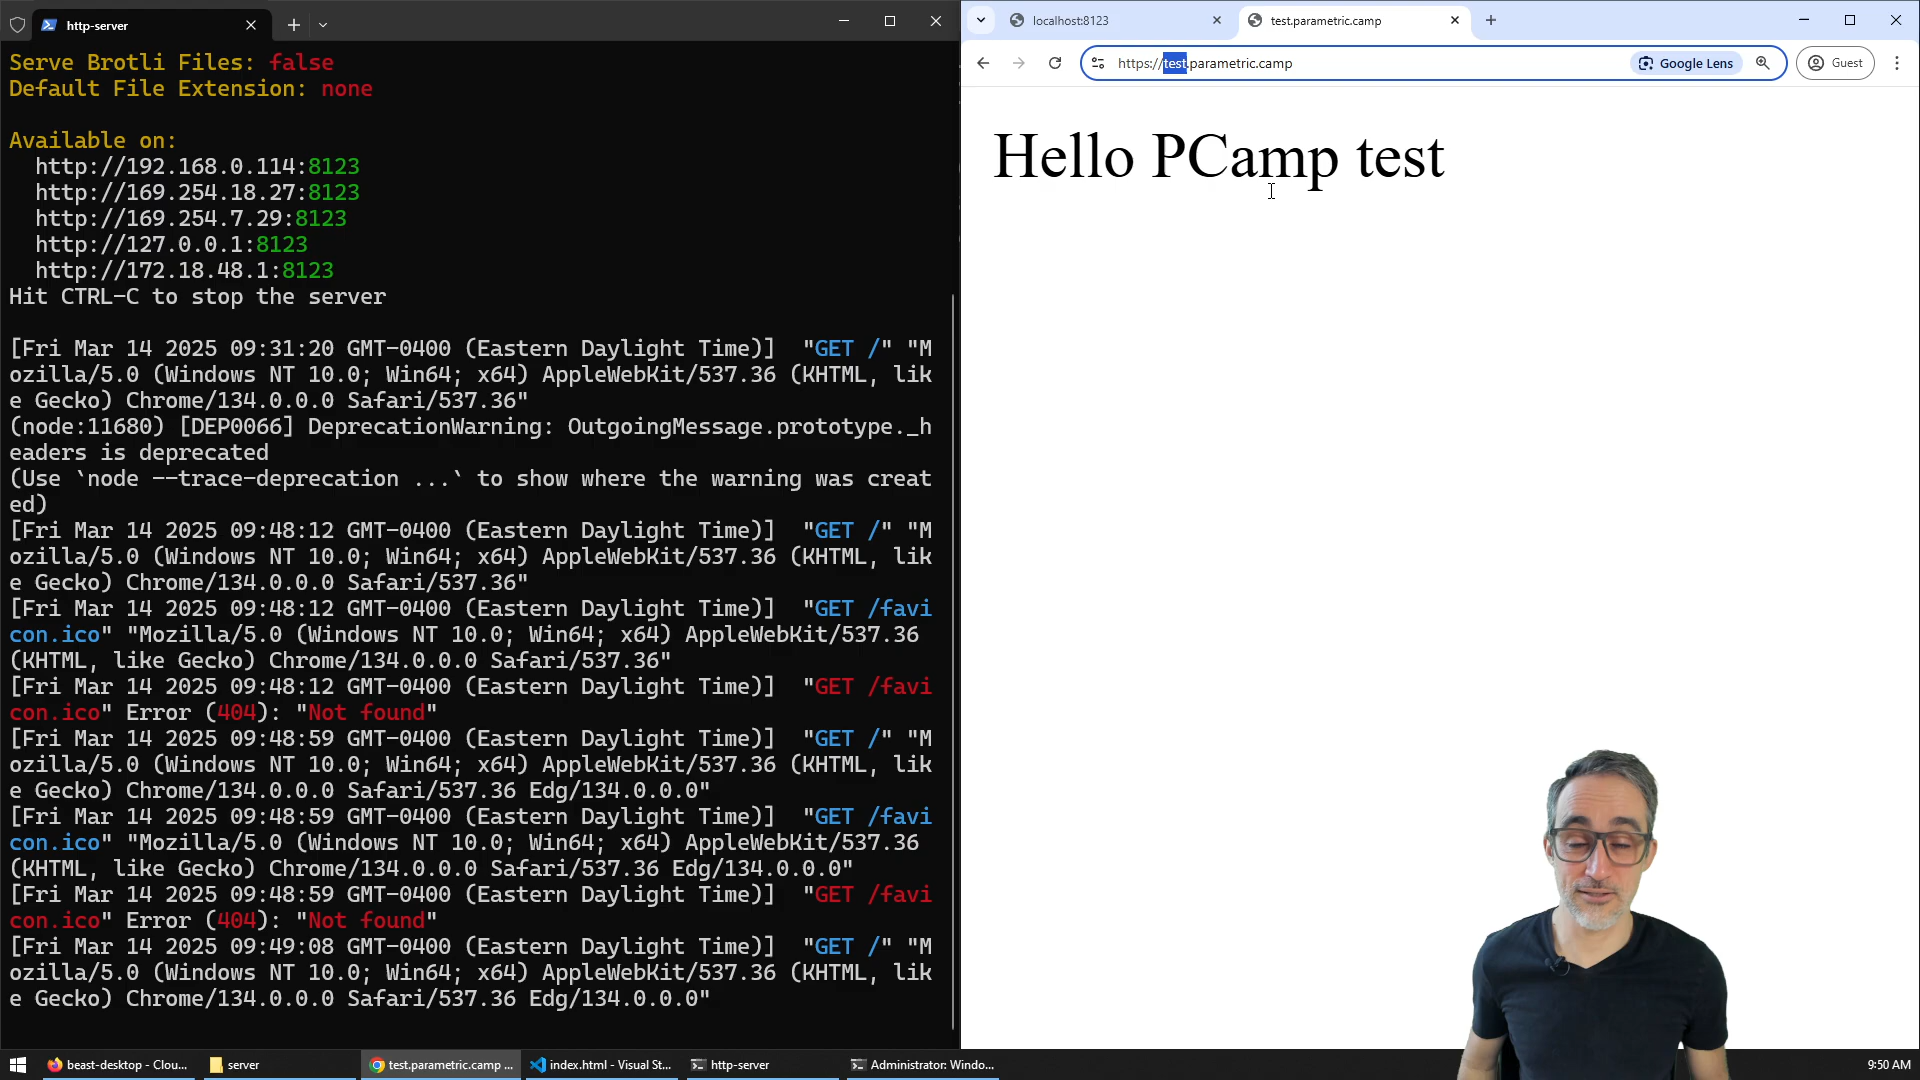 http-server
Serve Brotli Files: false
Default File Extension: none
Available on:
http://192.168.0.114:8123
http://169.254.18.27:8123
http://169.254.7.29:8123
http://127.0.0.1:8123
http://172.18.48.1:8123
Hit CTRL-C to stop the server
[Fri Mar 14 2025 09:31:20 GMT-0400 (Eastern Daylight Time)]  "GET /" "M
ozilla/5.0 (Windows NT 10.0; Win64; x64) AppleWebKit/537.36 (KHTML, lik
e Gecko) Chrome/134.0.0.0 Safari/537.36"
(node:11680) [DEP0066] DeprecationWarning: OutgoingMessage.prototype._h
eaders is deprecated
(Use `node --trace-deprecation ...` to show where the warning was creat
ed)
[Fri Mar 14 2025 09:48:12 GMT-0400 (Eastern Daylight Time)]  "GET /" "M
ozilla/5.0 (Windows NT 10.0; Win64; x64) AppleWebKit/537.36 (KHTML, lik
e Gecko) Chrome/134.0.0.0 Safari/537.36"
[Fri Mar 14 2025 09:48:12 GMT-0400 (Eastern Daylight Time)]  "GET /favi
con.ico" "Mozilla/5.0 (Windows NT 10.0; Win64; x64) AppleWebKit/537.36
(KHTML, like Gecko) Chrome/134.0.0.0 Safari/537.36"
[Fri Mar 14 2025 09:48:12 GMT-0400 (Eastern Daylight Time)]  "GET /favi
con.ico" Error (404): "Not found"
[Fri Mar 14 2025 09:48:59 GMT-0400 (Eastern Daylight Time)]  "GET /" "M
ozilla/5.0 (Windows NT 10.0; Win64; x64) AppleWebKit/537.36 (KHTML, lik
e Gecko) Chrome/134.0.0.0 Safari/537.36 Edg/134.0.0.0"
[Fri Mar 14 2025 09:48:59 GMT-0400 (Eastern Daylight Time)]  "GET /favi
con.ico" "Mozilla/5.0 (Windows NT 10.0; Win64; x64) AppleWebKit/537.36
(KHTML, like Gecko) Chrome/134.0.0.0 Safari/537.36 Edg/134.0.0.0"
[Fri Mar 14 2025 09:48:59 GMT-0400 (Eastern Daylight Time)]  "GET /favi
con.ico" Error (404): "Not found"
[Fri Mar 14 2025 09:49:08 GMT-0400 (Eastern Daylight Time)]  "GET /" "M
ozilla/5.0 (Windows NT 10.0; Win64; x64) AppleWebKit/537.36 (KHTML, lik
e Gecko) Chrome/134.0.0.0 Safari/537.36 Edg/134.0.0.0"
localhost:8123
test.parametric.camp
https://test.parametric.camp
Google Lens
Guest
Hello PCamp test
beast-desktop - Clou...
server
test.parametric.camp ...
index.html - Visual St...
http-server
Administrator: Windo...
9:50 AM